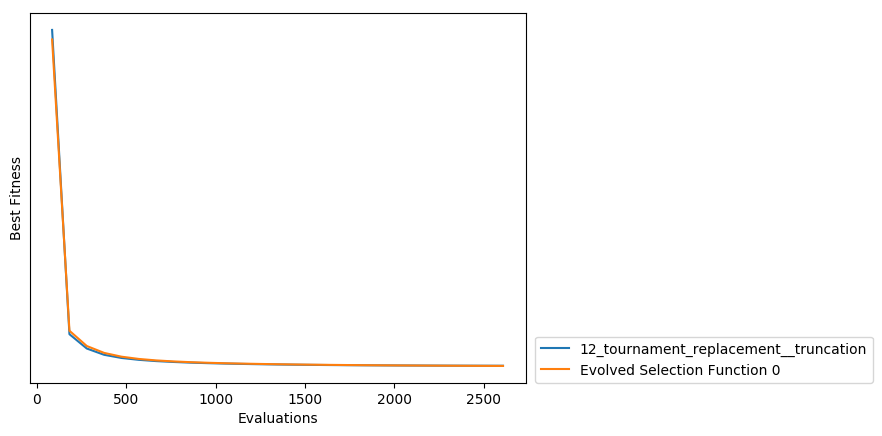 Best Fitness
0
500
1000
1500
2000
2500
Evaluations
12_tournament_replacement__truncation
Evolved Selection Function 0